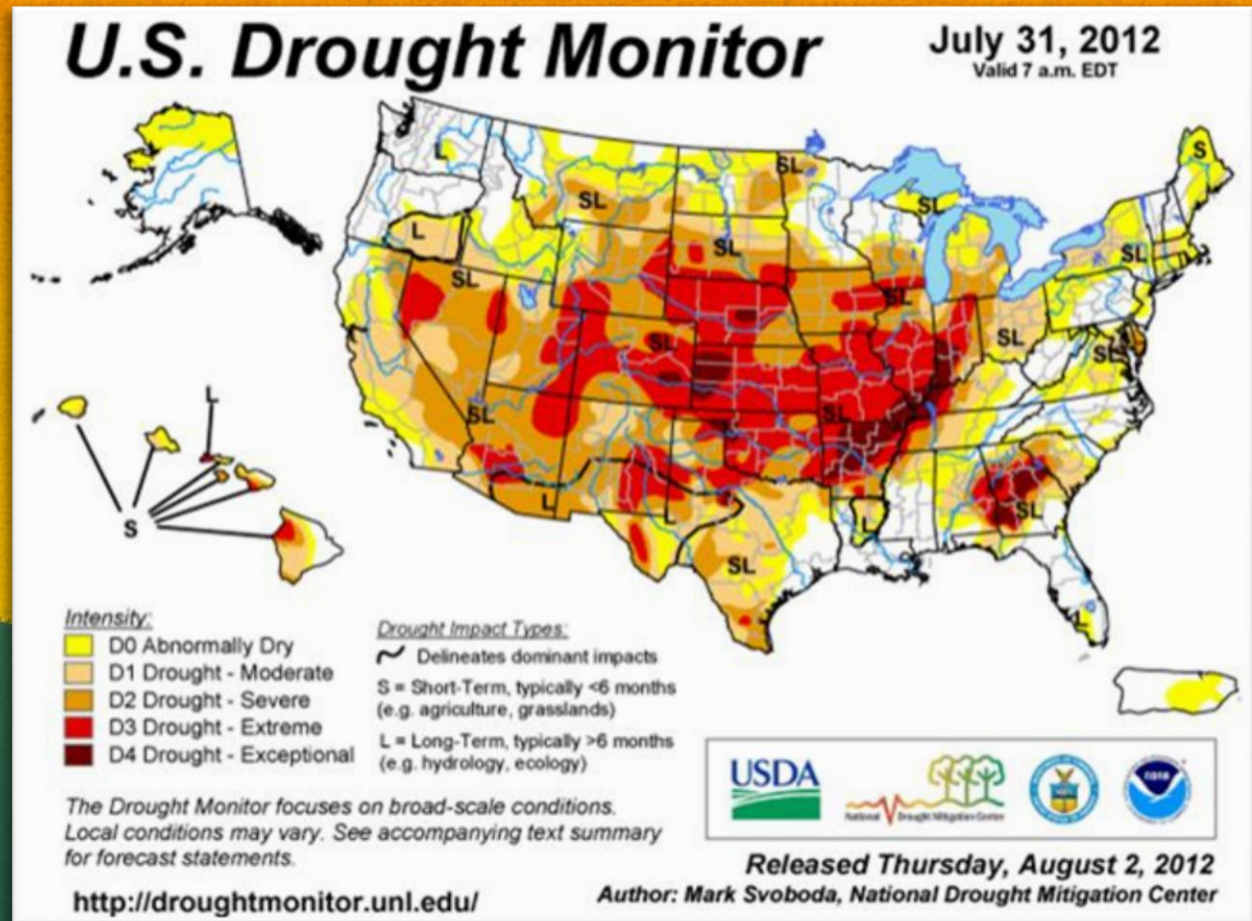 U.S. Drought Monitor
July 31, 2012
Valid 7 a.m. EDT
L
S
SL
SL
SL
L
SL
SL
SL
SL
SL
SL
SL
L
SL
SL
L
L
L
SL
SL
S
Intensity:
D0 Abnormally Dry
D1 Drought - Moderate
D2 Drought - Severe
D3 Drought - Extreme
D4 Drought - Exceptional
Drought Impact Types:
Delineates dominant impacts
S = Short-Term, typically <6 months
(e.g. agriculture, grasslands)
L = Long-Term, typically >6 months
(e.g. hydrology, ecology)
The Drought Monitor focuses on broad-scale conditions.
Local conditions may vary. See accompanying text summary
for forecast statements.
http://droughtmonitor.unl.edu/
USDA
National Drought Mitigation Center
Released Thursday, August 2, 2012
Author: Mark Svoboda, National Drought Mitigation Center